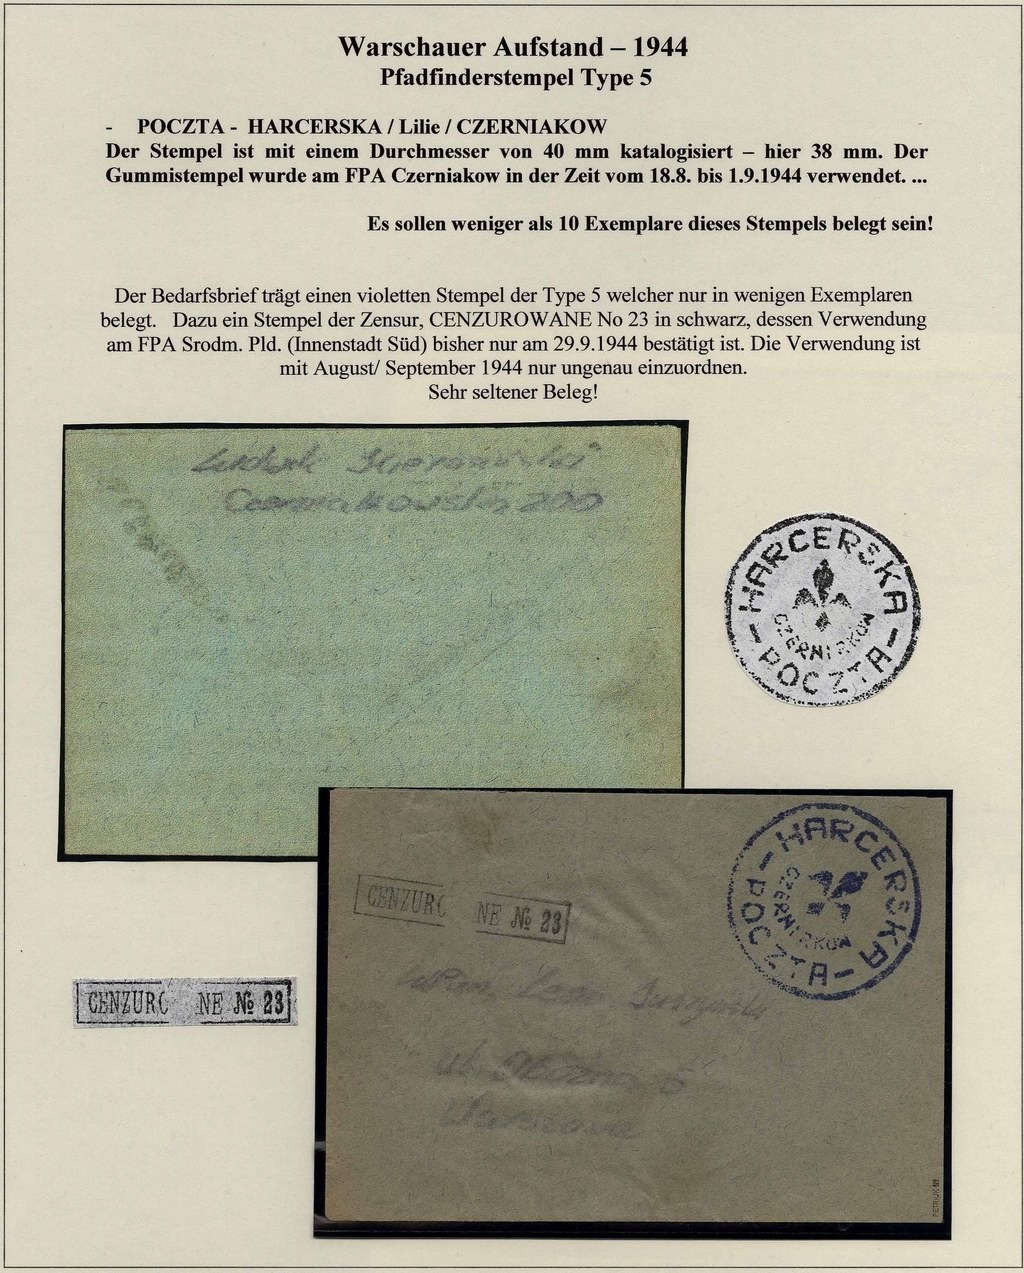 Warschauer Aufstand – 1944
Pfadfinderstempel Type 5
- POCZTA - HARCERSKA / Lilie / CZERNIAKOW
Der Stempel ist mit einem Durchmesser von 40 mm katalogisiert – hier 38 mm. Der
Gummistempel wurde am FPA Czerniakow in der Zeit vom 18.8. bis 1.9.1944 verwendet. ...
Es sollen weniger als 10 Exemplare dieses Stempels belegt sein!
Der Bedarfsbrief trägt einen violetten Stempel der Type 5 welcher nur in wenigen Exemplaren
belegt. Dazu ein Stempel der Zensur, CENZUROWANE No 23 in schwarz, dessen Verwendung
am FPA Srodm. Pld. (Innenstadt Süd) bisher nur am 29.9.1944 bestätigt ist. Die Verwendung ist
mit August/ September 1944 nur ungenau einzuordnen.
Sehr seltener Beleg!
Czerniakowska 200
HARCERSKA
CZERNIAKOW
- POCZTA -
HARCERSKA
CZERNIAKOW
- POCZTA -
CENZURO NE № 23
CENZURO NE № 23
Warszawa